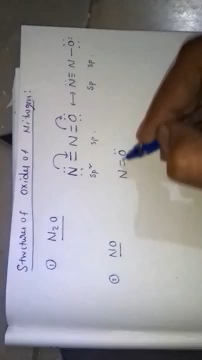 Structures of oxides of Nitrogen:
① N₂O
:N̈=N=Ö: ⟷ :N≡N–Ö:
sp² sp. sp sp.
② NO
N=Ö